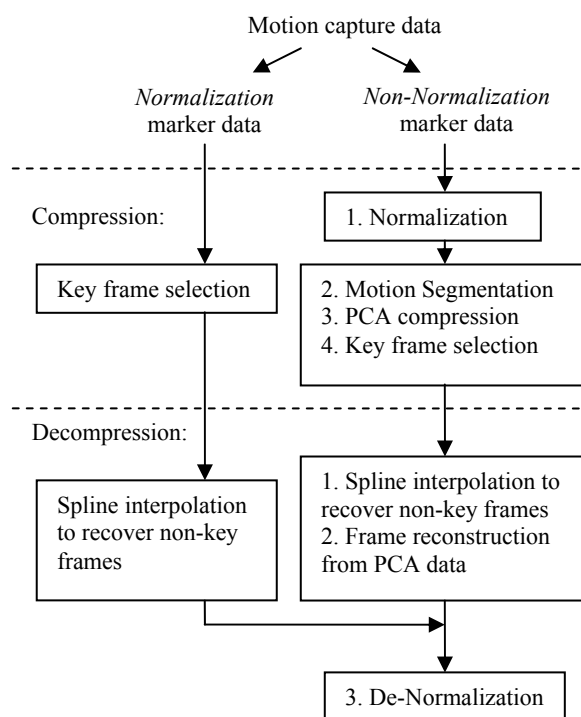 Motion capture data
Normalization
marker data
Non-Normalization
marker data
Compression:
1. Normalization
Key frame selection
2. Motion Segmentation
3. PCA compression
4. Key frame selection
Decompression:
Spline interpolation
to recover non-key
frames
1. Spline interpolation to
recover non-key frames
2. Frame reconstruction
from PCA data
3. De-Normalization